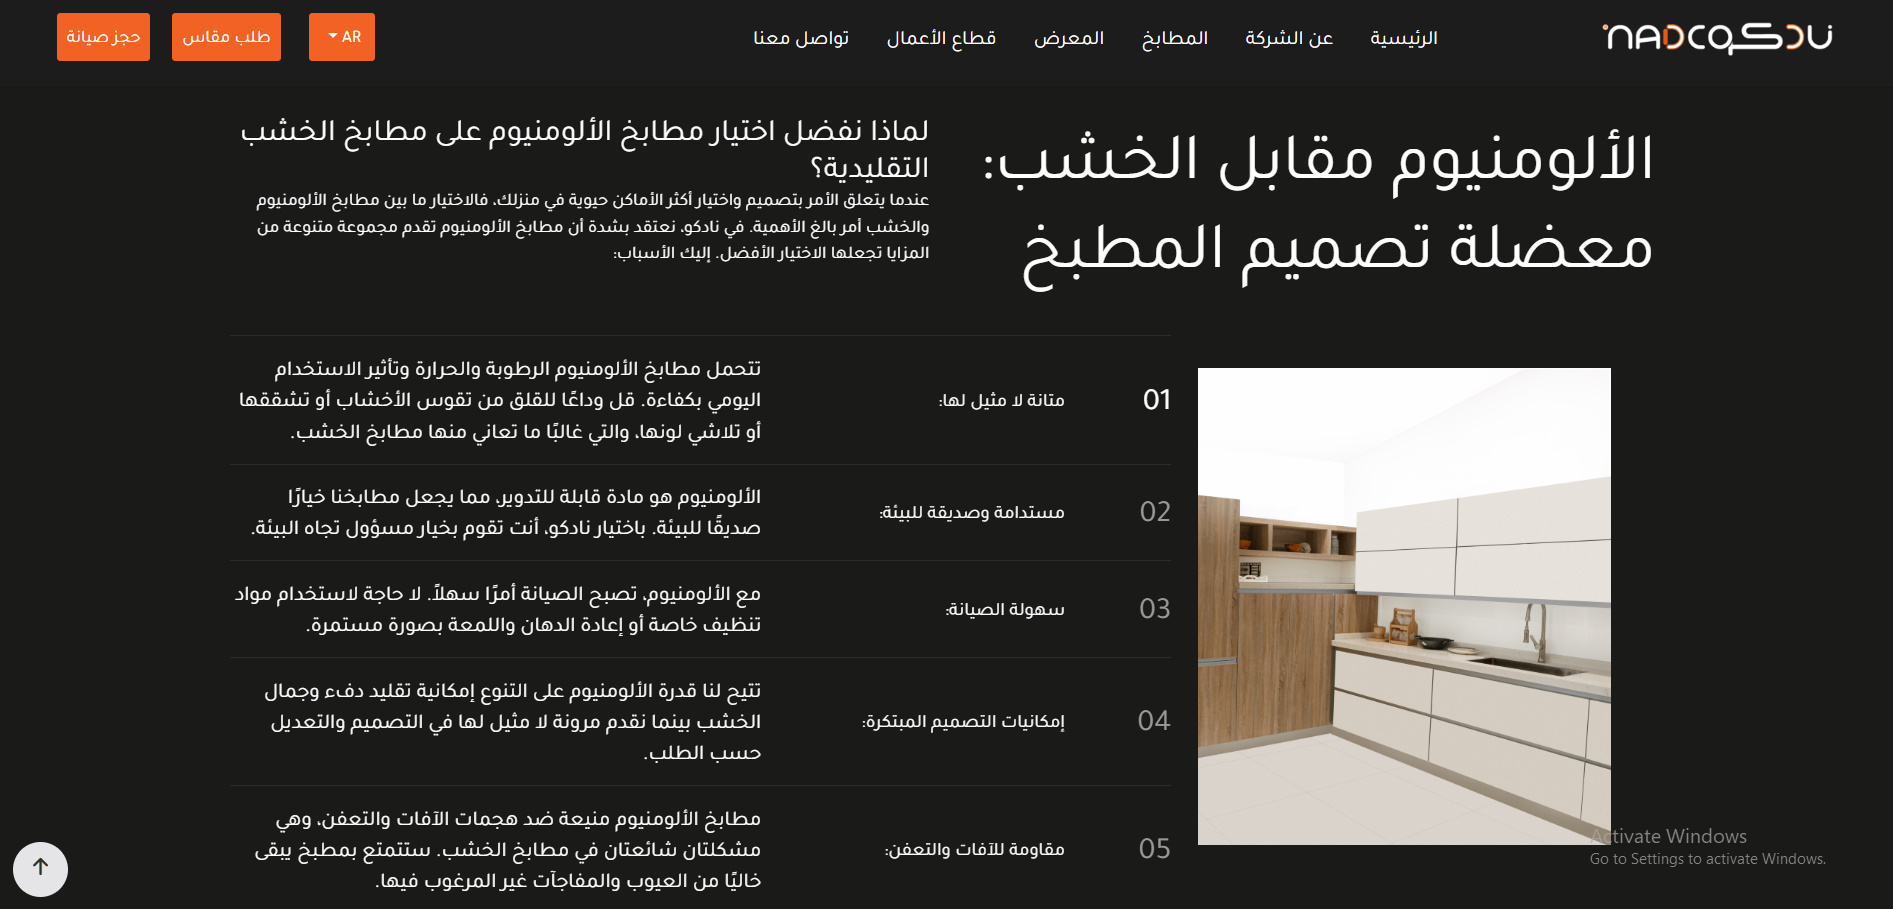 NADCO نادكو
الرئيسية
عن الشركة
المطابخ
المعرض
قطاع الأعمال
تواصل معنا
AR
طلب مقاس
حجز صيانة
الألومنيوم مقابل الخشب:
معضلة تصميم المطبخ
لماذا نفضل اختيار مطابخ الألومنيوم على مطابخ الخشب
التقليدية؟
عندما يتعلق الأمر بتصميم واختيار أكثر الأماكن حيوية في منزلك، فالاختيار ما بين مطابخ الألومنيوم
والخشب أمر بالغ الأهمية. في نادكو، نعتقد بشدة أن مطابخ الألومنيوم تقدم مجموعة متنوعة من
المزايا تجعلها الاختيار الأفضل. إليك الأسباب:
01
متانة لا مثيل لها:
تتحمل مطابخ الألومنيوم الرطوبة والحرارة وتأثير الاستخدام
اليومي بكفاءة. قل وداعًا للقلق من تقوس الأخشاب أو تشققها
أو تلاشي لونها، والتي غالبًا ما تعاني منها مطابخ الخشب.
02
مستدامة وصديقة للبيئة:
الألومنيوم هو مادة قابلة للتدوير، مما يجعل مطابخنا خيارًا
صديقًا للبيئة. باختيار نادكو، أنت تقوم بخيار مسؤول تجاه البيئة.
03
سهولة الصيانة:
مع الألومنيوم، تصبح الصيانة أمرًا سهلاً. لا حاجة لاستخدام مواد
تنظيف خاصة أو إعادة الدهان واللمعة بصورة مستمرة.
04
إمكانيات التصميم المبتكرة:
تتيح لنا قدرة الألومنيوم على التنوع إمكانية تقليد دفء وجمال
الخشب بينما نقدم مرونة لا مثيل لها في التصميم والتعديل
حسب الطلب.
05
مقاومة للآفات والتعفن:
مطابخ الألومنيوم منيعة ضد هجمات الآفات والتعفن، وهي
مشكلتان شائعتان في مطابخ الخشب. ستتمتع بمطبخ يبقى
خاليًا من العيوب والمفاجآت غير المرغوب فيها.
Activate Windows
Go to Settings to activate Windows.